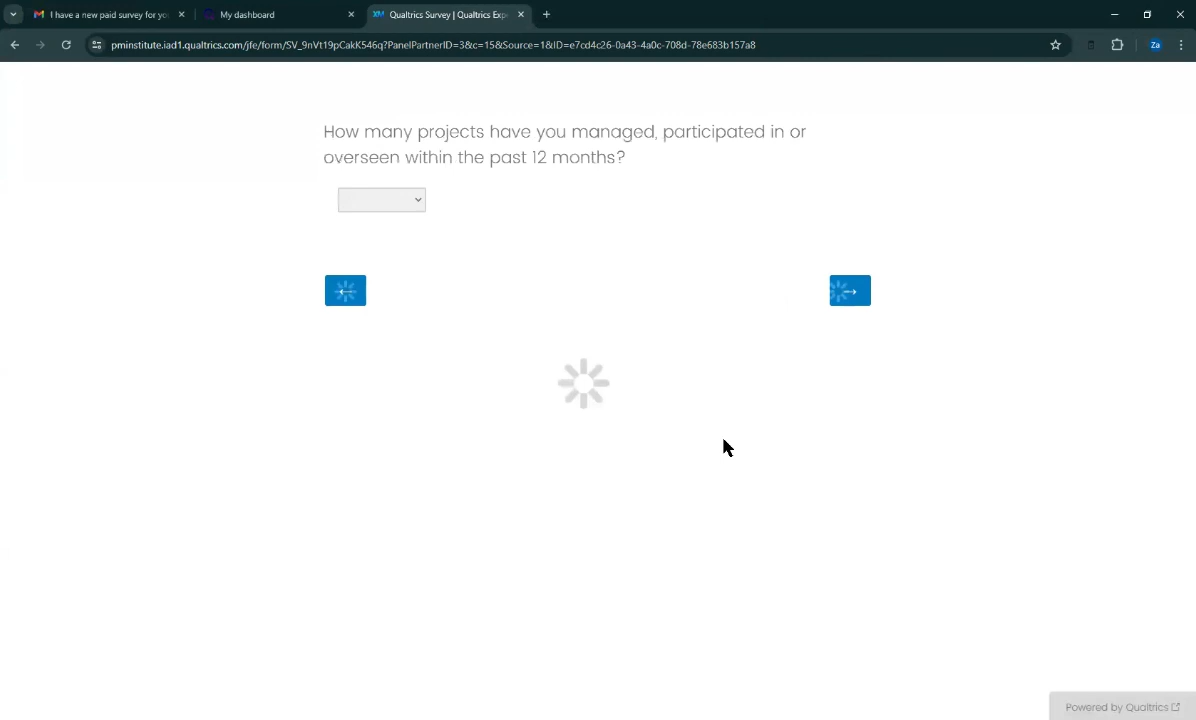 I have a new paid survey for yo
My dashboard
Qualtrics Survey | Qualtrics Exp
pminstitute.iad1.qualtrics.com/jfe/form/SV_9nVt19pCakK546q?PanelPartnerID=3&c=15&Source=1&ID=e7cd4c26-0a43-4a0c-708d-78e683b157a8
Za
How many projects have you managed, participated in or
overseen within the past 12 months?
Powered by Qualtrics